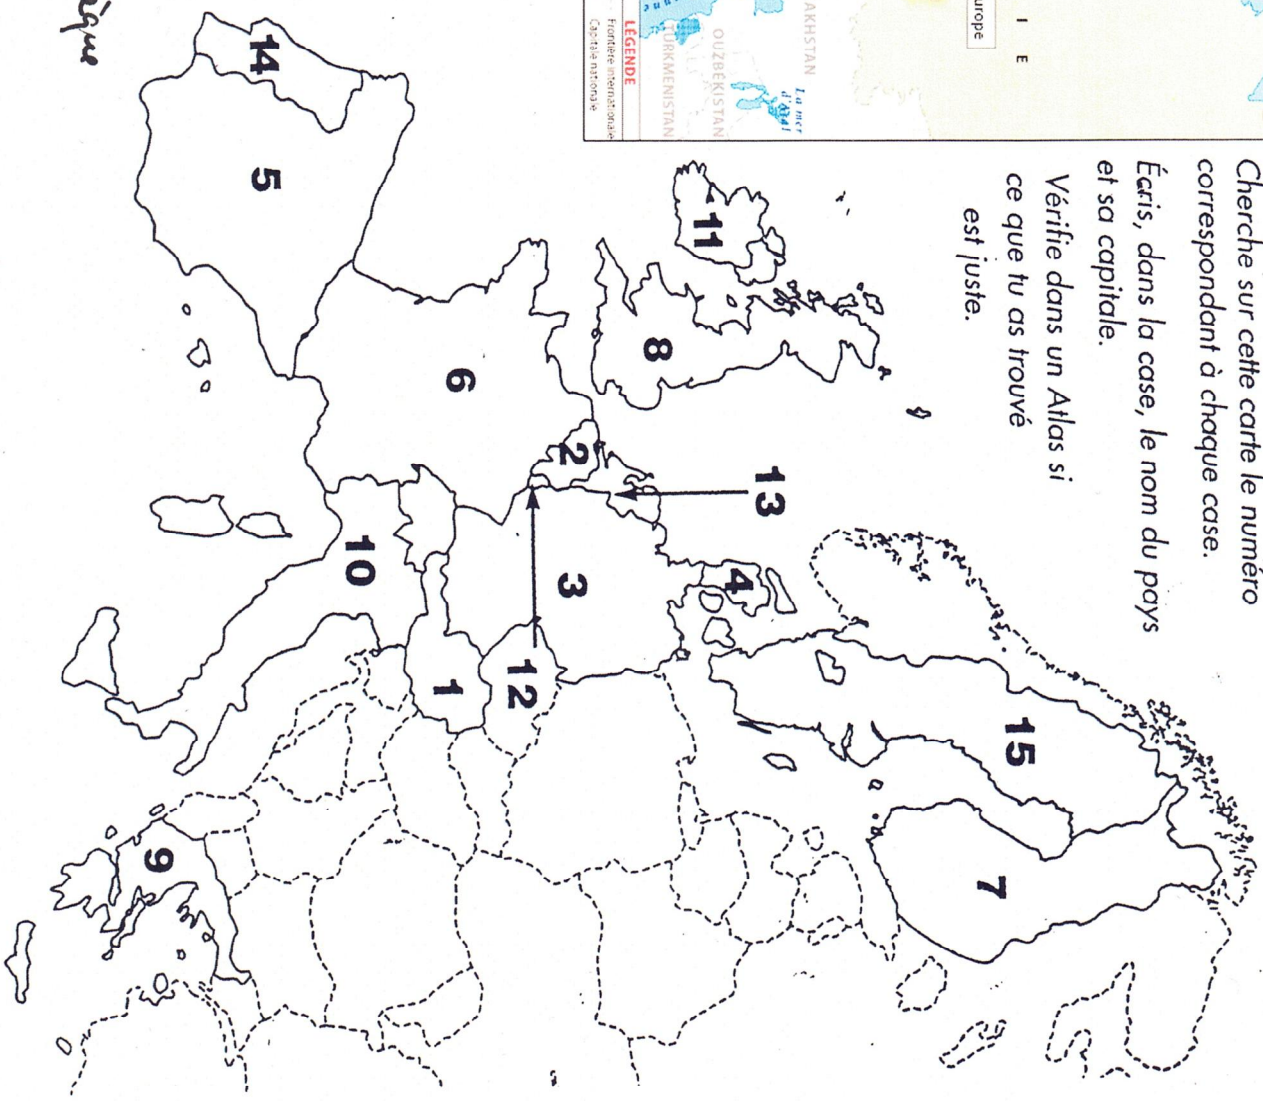 Cherche sur cette carte le numéro
correspondant à chaque case.
Écris, dans la case, le nom du pays
et sa capitale.
Vérifie dans un Atlas si
ce que tu as trouvé
est juste.
I E
urope
AKHSTAN
La mer
d'Aral
OUZBÉKISTAN
TURKMÉNISTAN
LÉGENDE
Frontière internationale
Capitale nationale
14
5
11
8
6
2
13
10
3
4
12
1
15
9
7